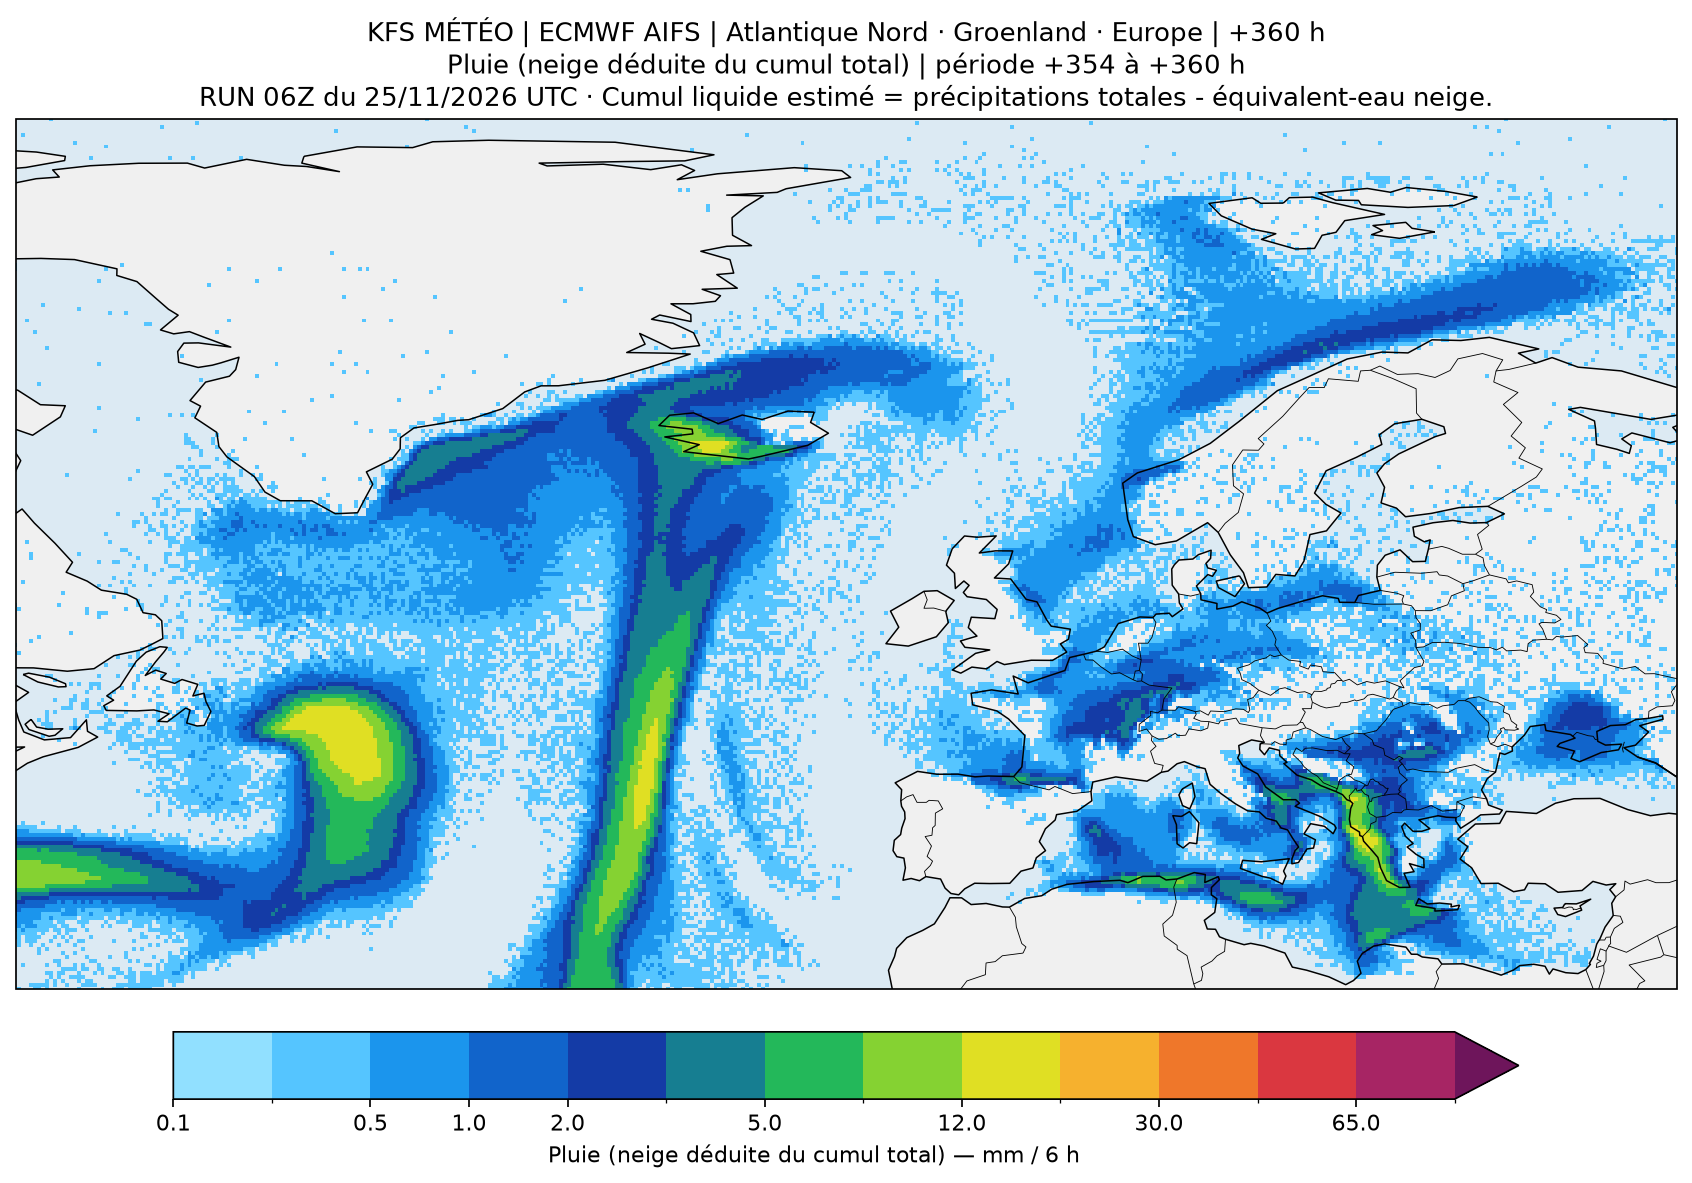 KFS MÉTÉO | ECMWF AIFS | Atlantique Nord · Groenland · Europe | +360 h
Pluie (neige déduite du cumul total) | période +354 à +360 h
RUN 06Z du 25/11/2026 UTC · Cumul liquide estimé = précipitations totales - équivalent-eau neige.
0.1 0.5 1.0 2.0 5.0 12.0 30.0 65.0
Pluie (neige déduite du cumul total) — mm / 6 h